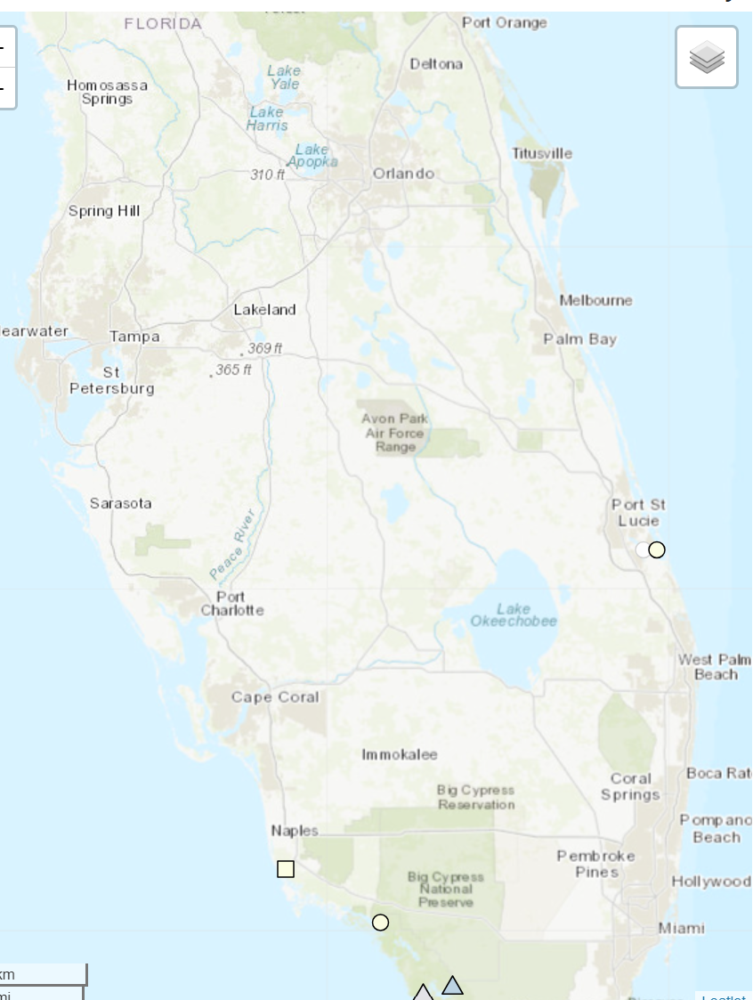 FLORIDA
Port Orange
Deltona
Lake
Yale
Homosassa
Springs
Lake
Harris
Lake
Apopka
Titusville
310 ft
Orlando
Spring Hill
Melbourne
Lakeland
earwater
Tampa
Palm Bay
369 ft
365 ft
St
Petersburg
Avon Park
Air Force
Range
Sarasota
Port St
Lucie
Peace River
Port
Charlotte
Lake
Okeechobee
West Palm
Beach
Cape Coral
Immokalee
Boca Rat
Coral
Springs
Big Cypress
Reservation
Pompano
Beach
Naples
Pembroke
Pines
Big Cypress
National
Preserve
Hollywood
Miami
km
mi
Leaflet